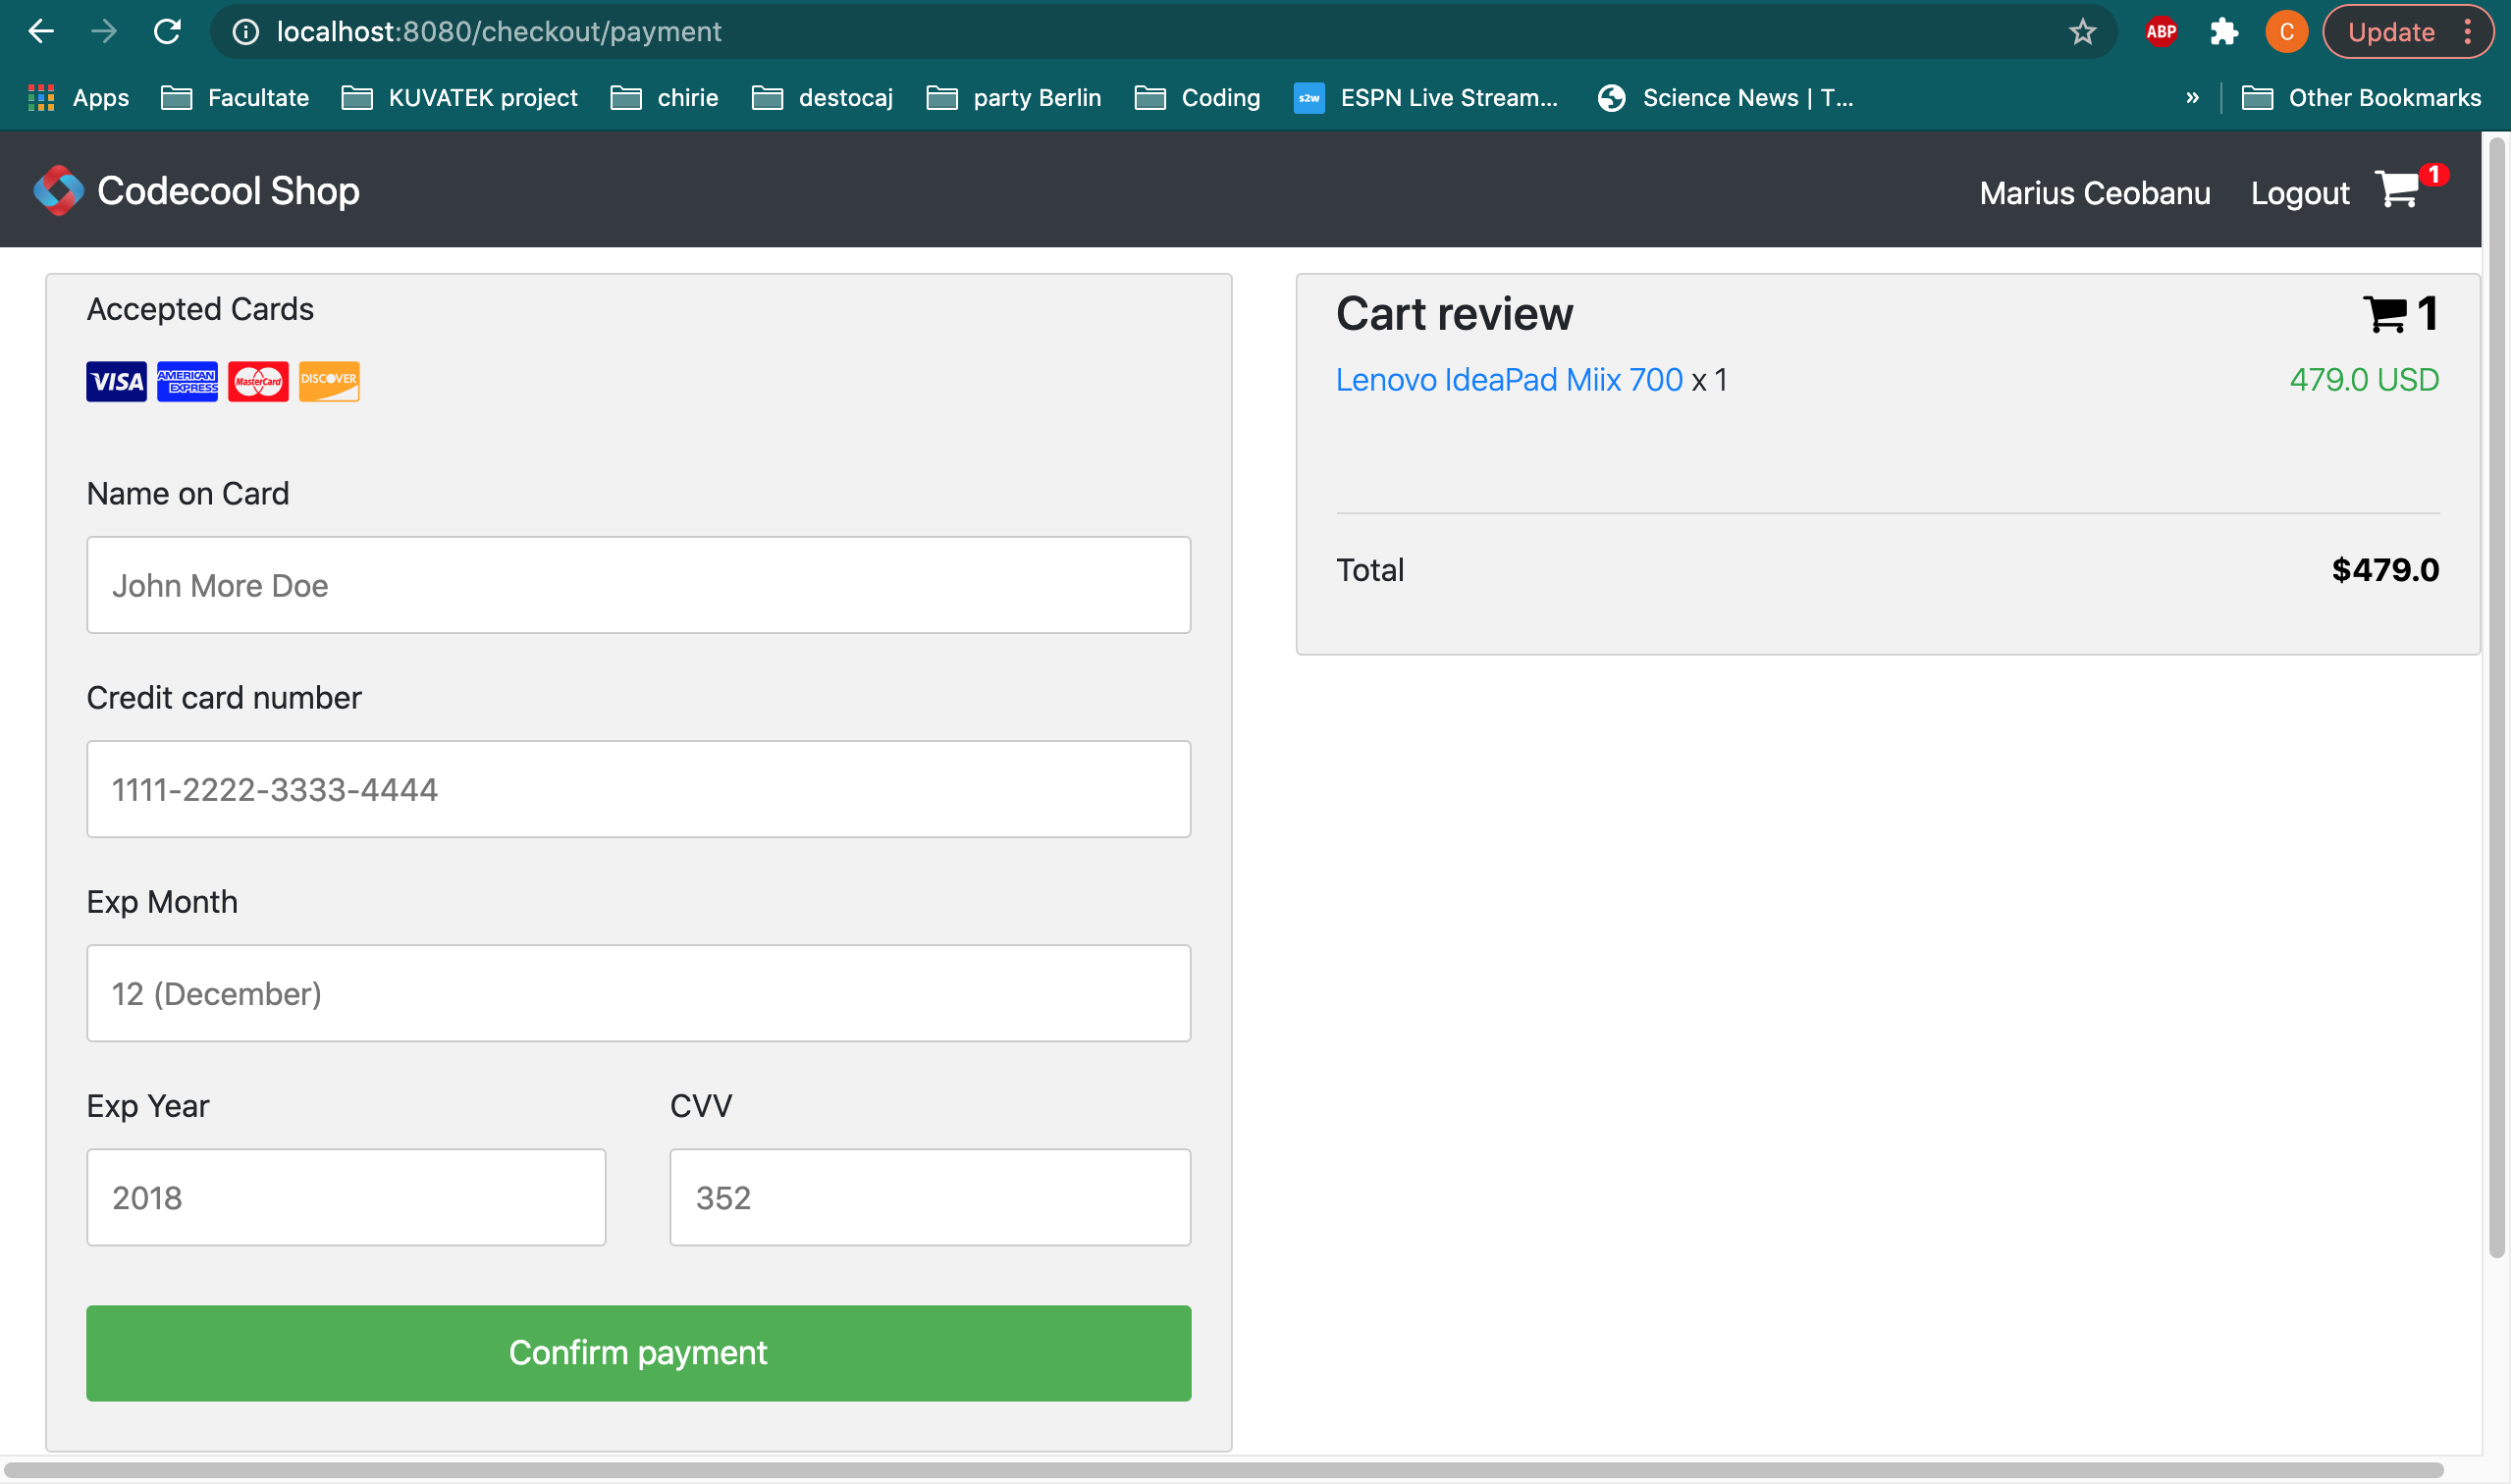 localhost:8080/checkout/payment ABP C Update
Apps Facultate KUVATEK project chirie destocaj party Berlin Coding s2w ESPN Live Stream... Science News | T... » Other Bookmarks
Codecool Shop Marius Ceobanu Logout 1
Accepted Cards
VISA AMERICAN EXPRESS MasterCard DISCOVER
Name on Card
John More Doe
Credit card number
1111-2222-3333-4444
Exp Month
12 (December)
Exp Year CVV
2018 352
Confirm payment
Cart review 1
Lenovo IdeaPad Miix 700 x 1 479.0 USD
Total $479.0